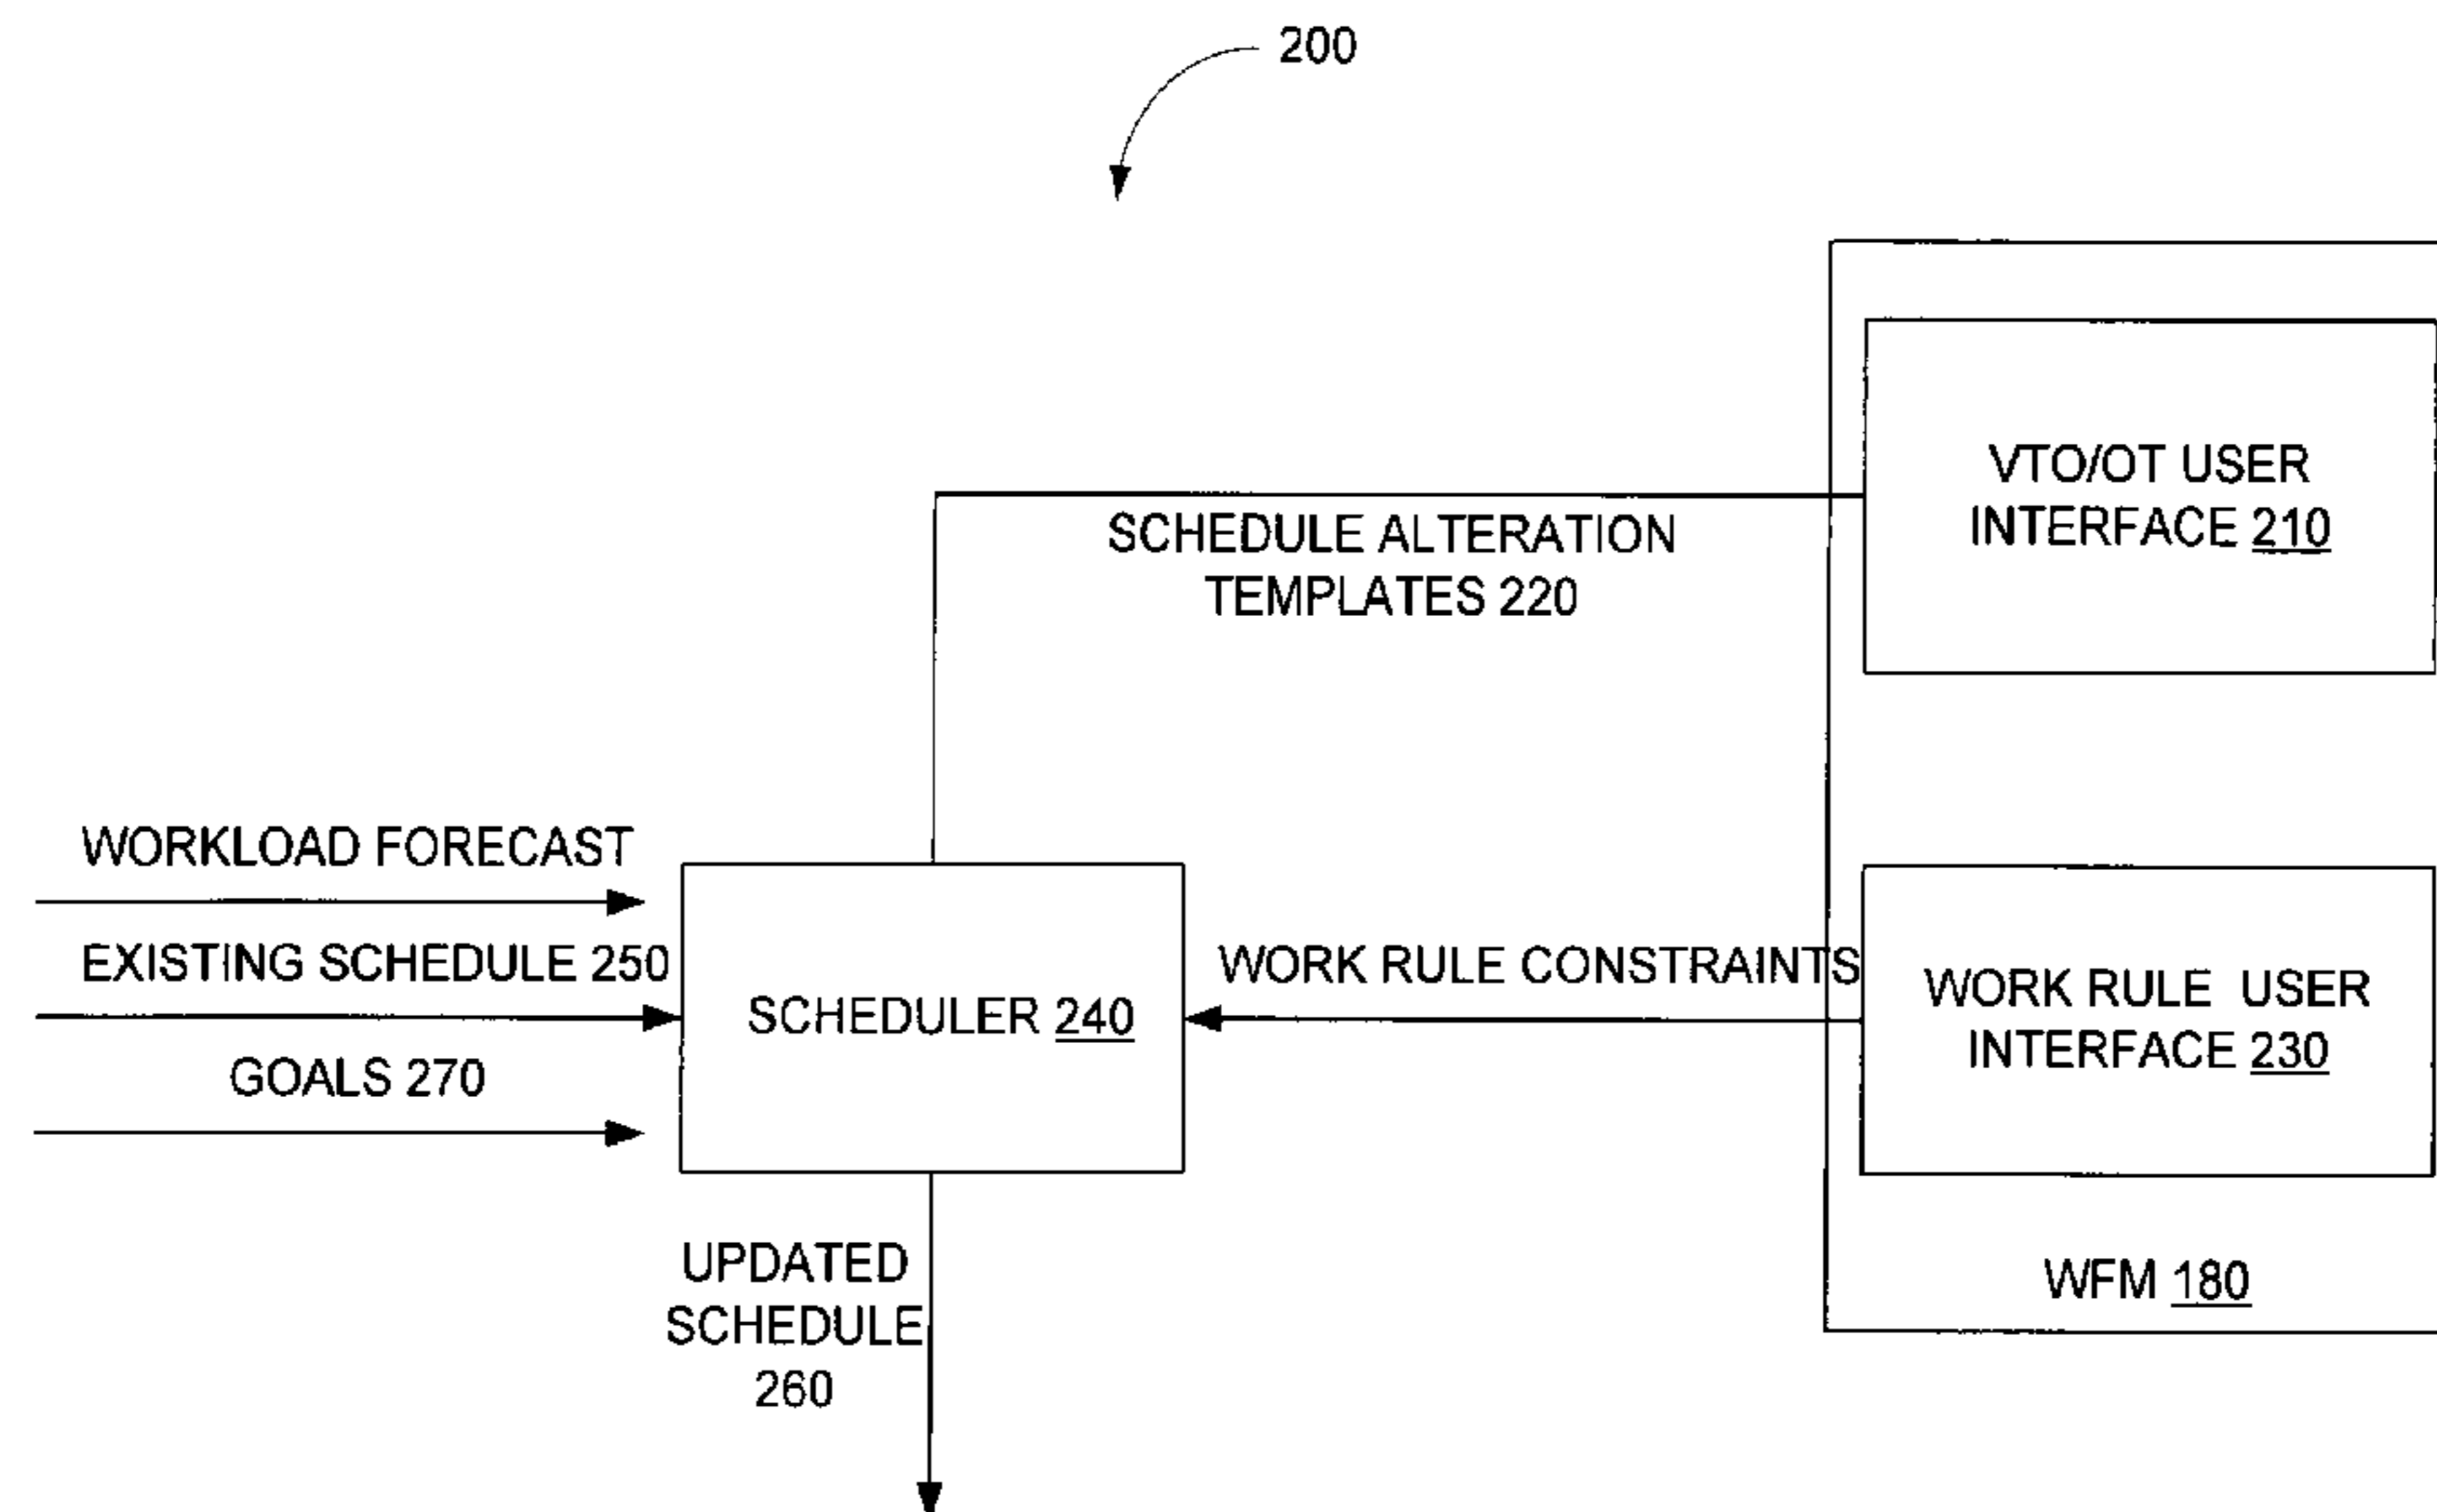 200
VTO/OT USER
INTERFACE 210
SCHEDULE ALTERATION
TEMPLATES 220
WORKLOAD FORECAST
EXISTING SCHEDULE 250
GOALS 270
SCHEDULER 240
WORK RULE CONSTRAINTS
WORK RULE USER
INTERFACE 230
UPDATED
SCHEDULE
260
WFM 180